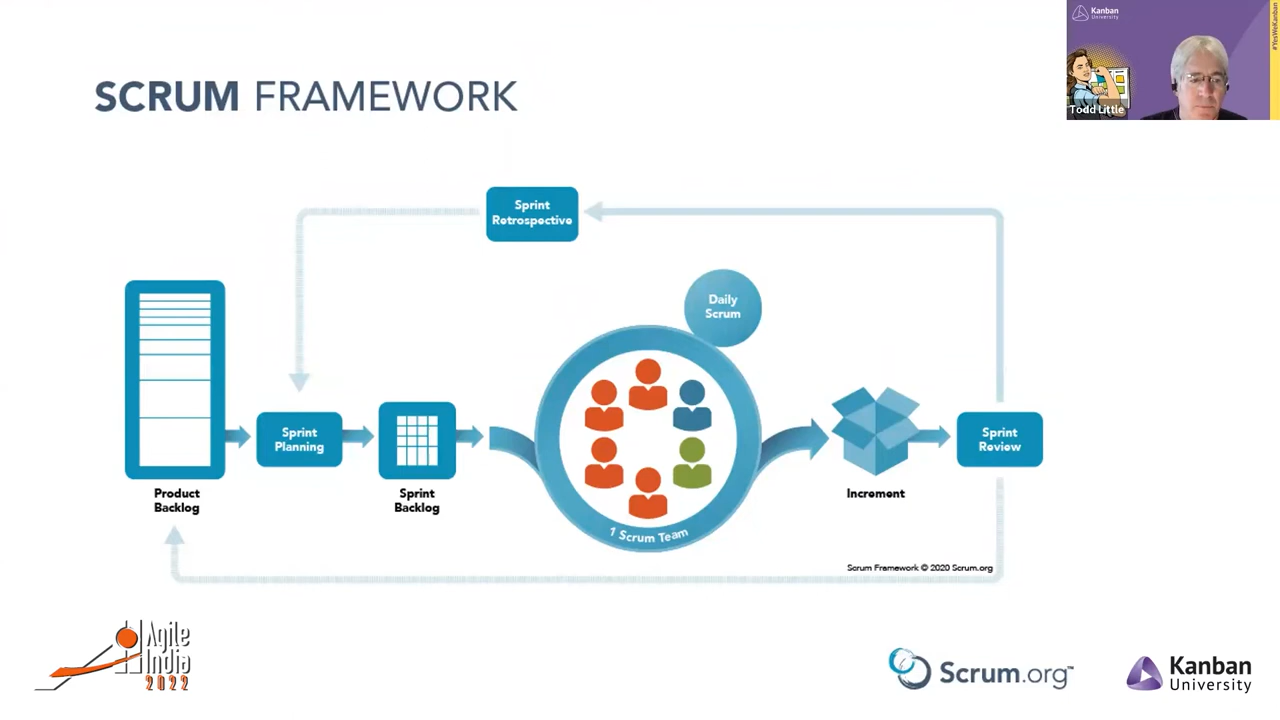 Kanban
University
#YesWeKanban
Todd Little
SCRUM FRAMEWORK
Sprint
Retrospective
Daily
Scrum
Sprint
Planning
Sprint
Review
Product
Backlog
Sprint
Backlog
1 Scrum Team
Increment
Scrum Framework © 2020 Scrum.org
Agile
India
2022
Scrum.org™
Kanban
University